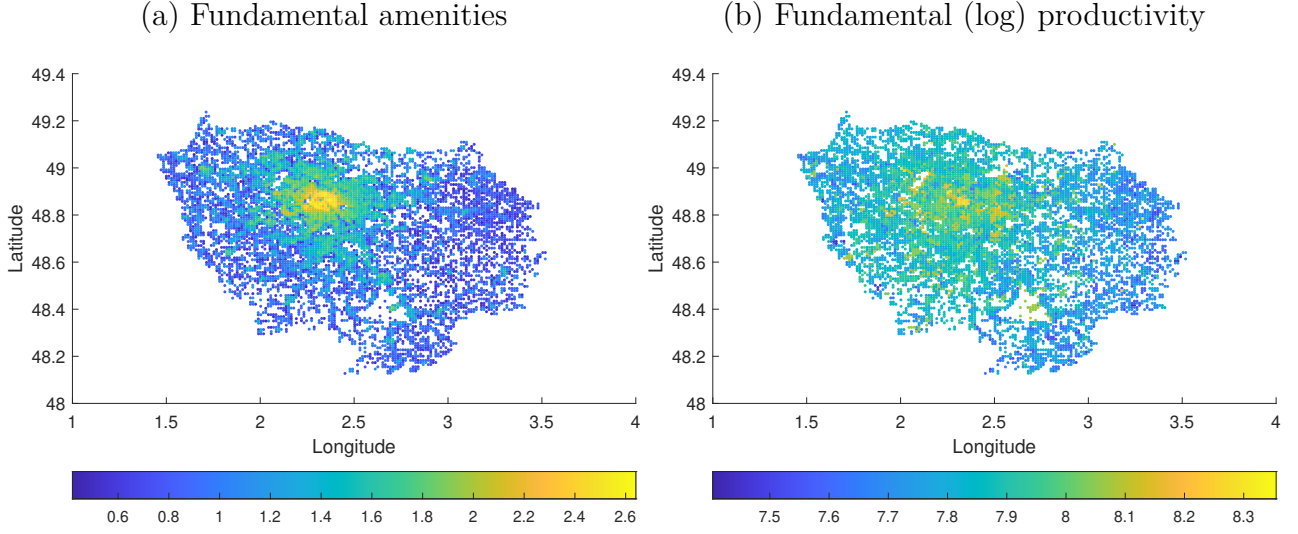 (a) Fundamental amenities
49.4
49.2
49
48.8
48.6
48.4
48.2
48
Latitude
1 1.5 2 2.5 3 3.5 4
Longitude
0.6 0.8 1 1.2 1.4 1.6 1.8 2 2.2 2.4 2.6
(b) Fundamental (log) productivity
49.4
49.2
49
48.8
48.6
48.4
48.2
48
Latitude
1 1.5 2 2.5 3 3.5 4
Longitude
7.5 7.6 7.7 7.8 7.9 8 8.1 8.2 8.3